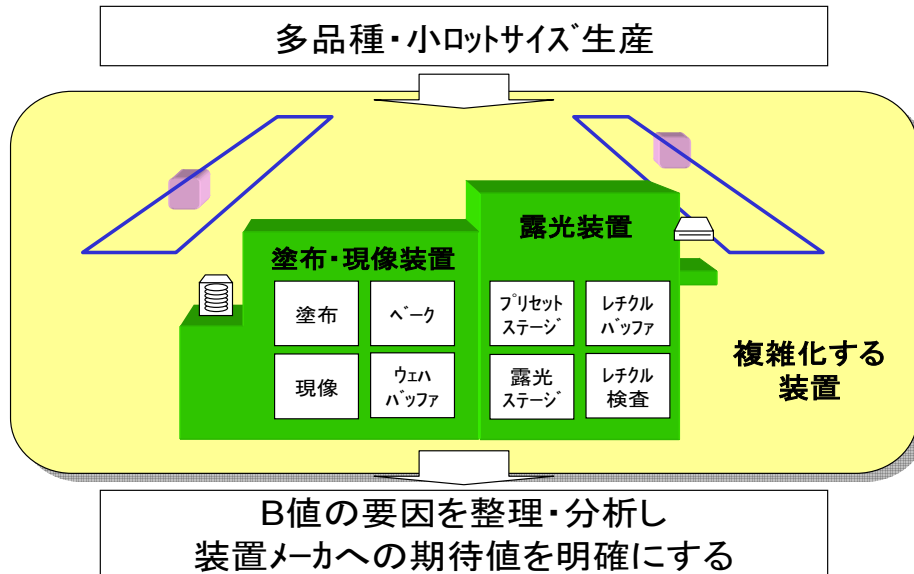 多品種・小ﾛｯﾄｻｲｽﾞ生産
露光装置
塗布・現像装置
塗布
ﾍﾞｰｸ
ﾌﾟﾘｾｯﾄ
ｽﾃｰｼﾞ
ﾚﾁｸﾙ
ﾊﾞｯﾌｧ
現像
ｳｪﾊ
ﾊﾞｯﾌｧ
露光
ｽﾃｰｼﾞ
ﾚﾁｸﾙ
検査
複雑化する
装置
B値の要因を整理・分析し
装置ﾒｰｶへの期待値を明確にする